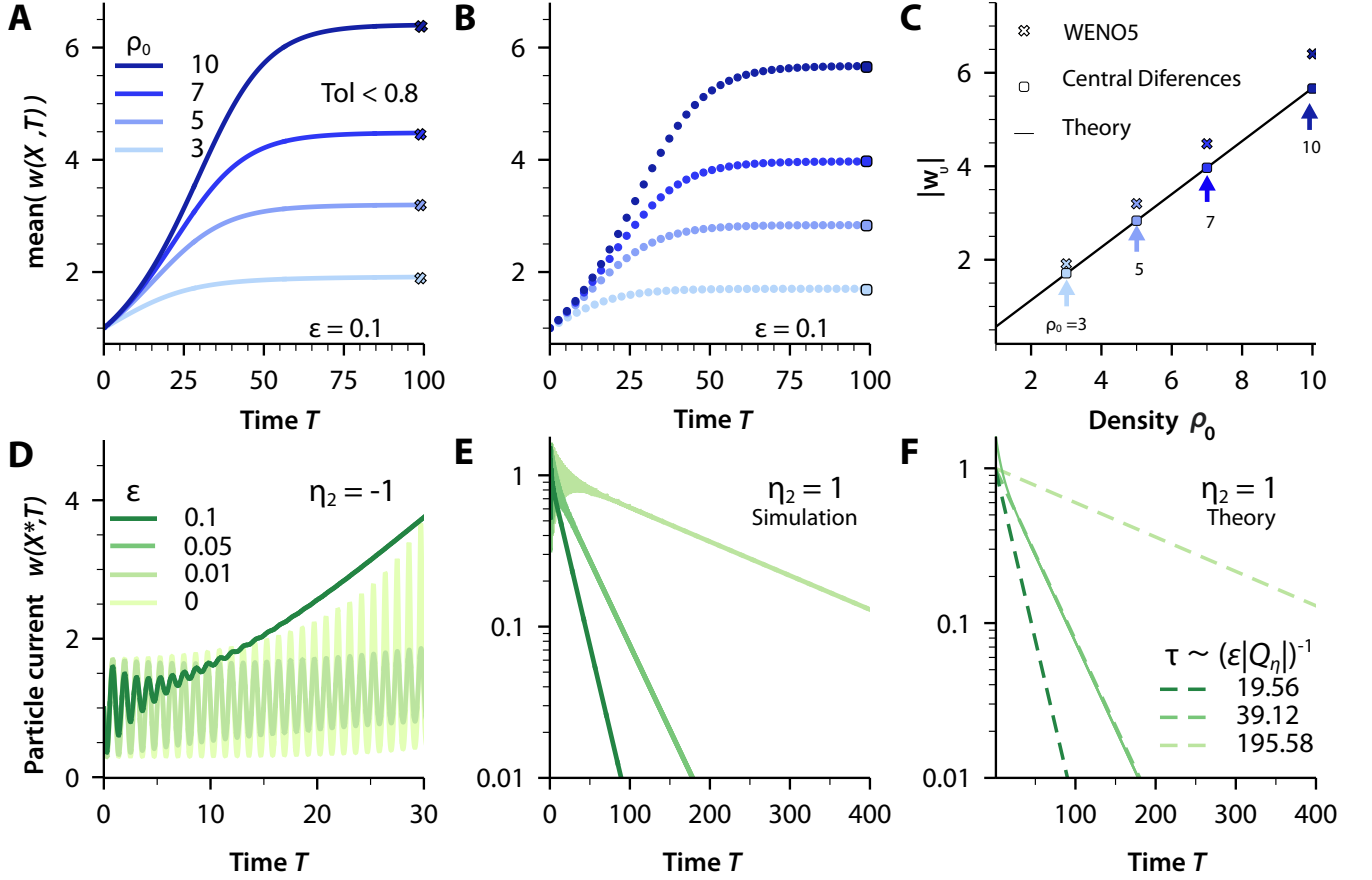 A
mean( w(X ,T) )
6
4
2
ρ0
10
7
5
3
Tol < 0.8
ε = 0.1
0
25
50
75
100
Time T
B
6
4
2
ε = 0.1
0
25
50
75
100
Time T
C
|wu|
6
4
2
WENO5
Central Diferences
Theory
ρ0 =3
5
7
10
2
4
6
8
10
Density ρ0
D
Particle current w(X*,T)
4
2
0
ε
0.1
0.05
0.01
0
η2 = -1
0
10
20
30
Time T
E
1
0.1
0.01
η2 = 1
Simulation
0
100
200
300
400
Time T
F
1
0.1
0.01
η2 = 1
Theory
τ ~ (ε|Qη|)-1
19.56
39.12
195.58
100
200
300
400
Time T